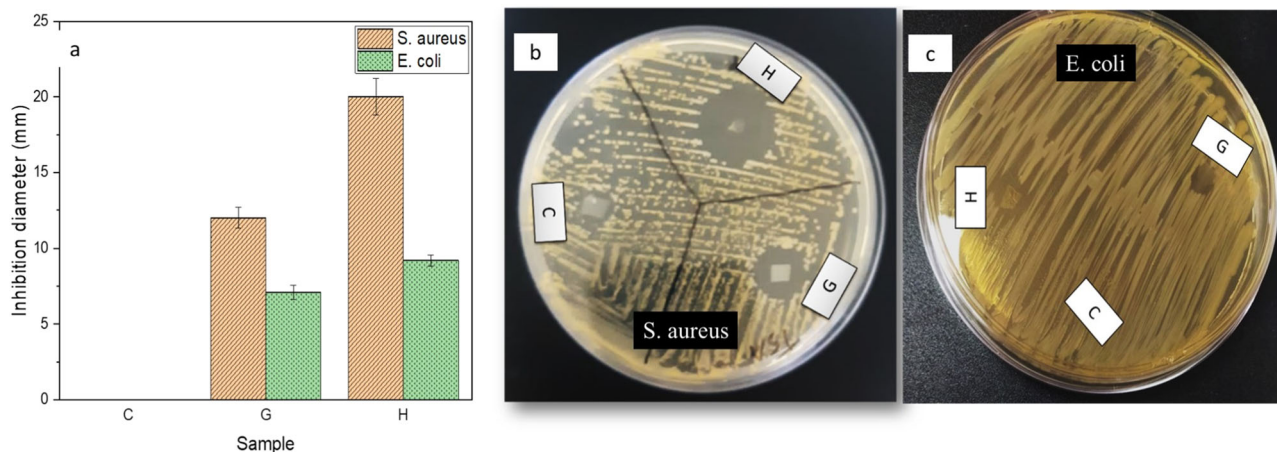 25
20
15
10
5
0
Inhibition diameter (mm)
a
S. aureus
E. coli
C
G
H
Sample
b
H
C
G
S. aureus
c
E. coli
G
H
C